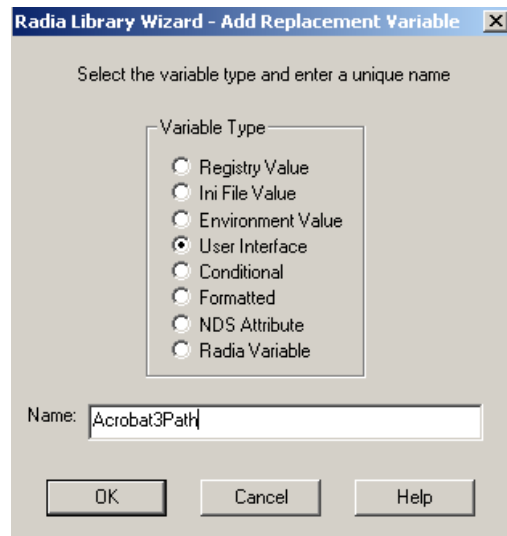 Radia Library Wizard - Add Replacement Variable
Select the variable type and enter a unique name
Variable Type
Registry Value
Ini File Value
Environment Value
User Interface
Conditional
Formatted
NDS Attribute
Radia Variable
Name: Acrobat3Path
OK Cancel Help